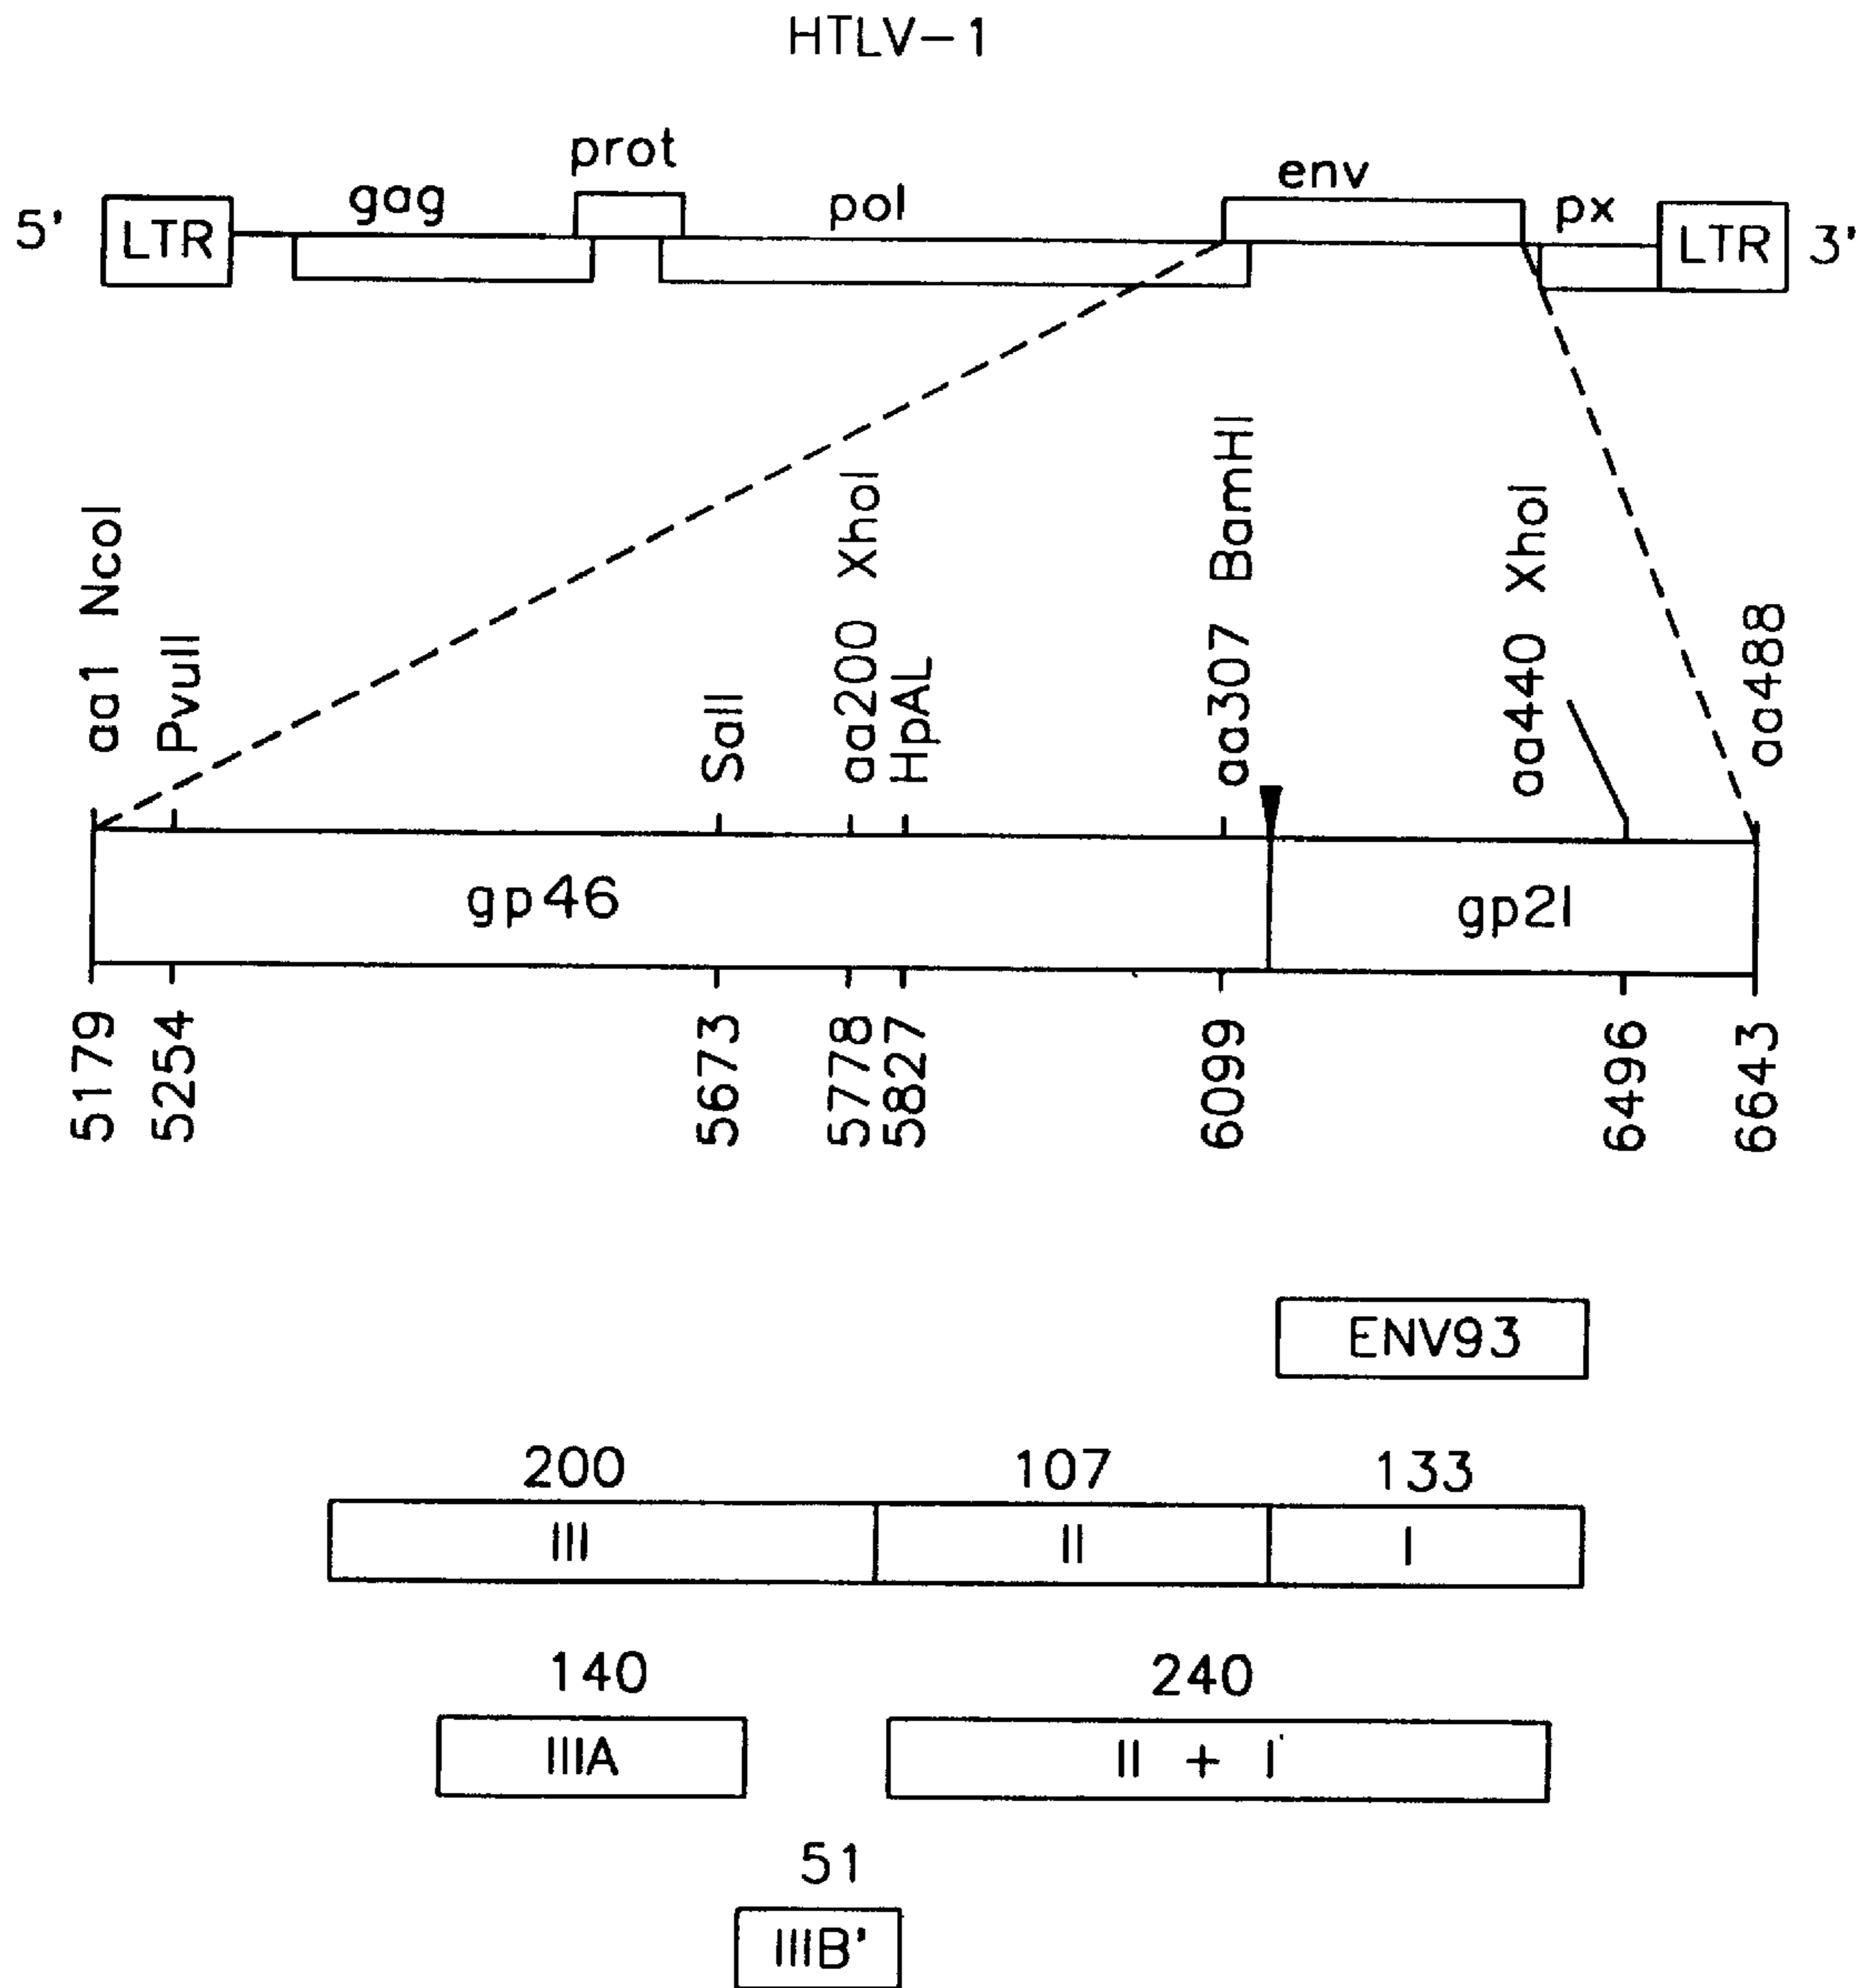 HTLV-1
prot
env
gag
pol
px
5'
LTR
LTR
3'
aa1 NcoI
PvuII
SalI
aa200 XhoI
HpAL
aa307 BamHI
aa440 XhoI
aa488
gp46
gp21
5179
5254
5673
5778
5827
6099
6496
6643
ENV93
200
107
133
III
II
I
140
240
IIIA
II + I'
51
IIIB'